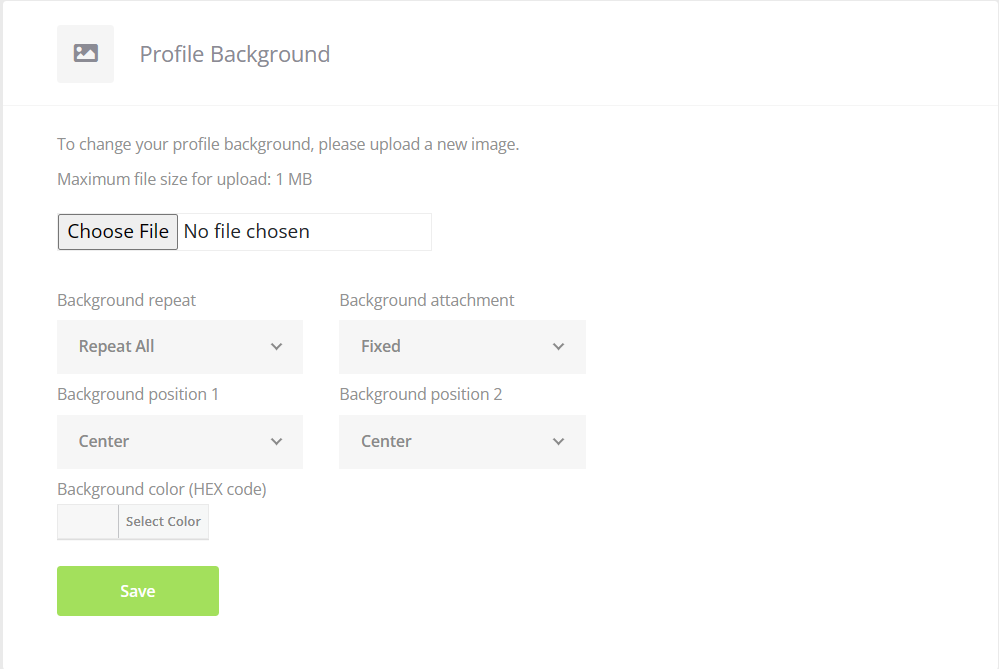 Profile Background
To change your profile background, please upload a new image.
Maximum file size for upload: 1 MB
Choose File No file chosen
Background repeat Background attachment
Repeat All Fixed
Background position 1 Background position 2
Center Center
Background color (HEX code)
Select Color
Save